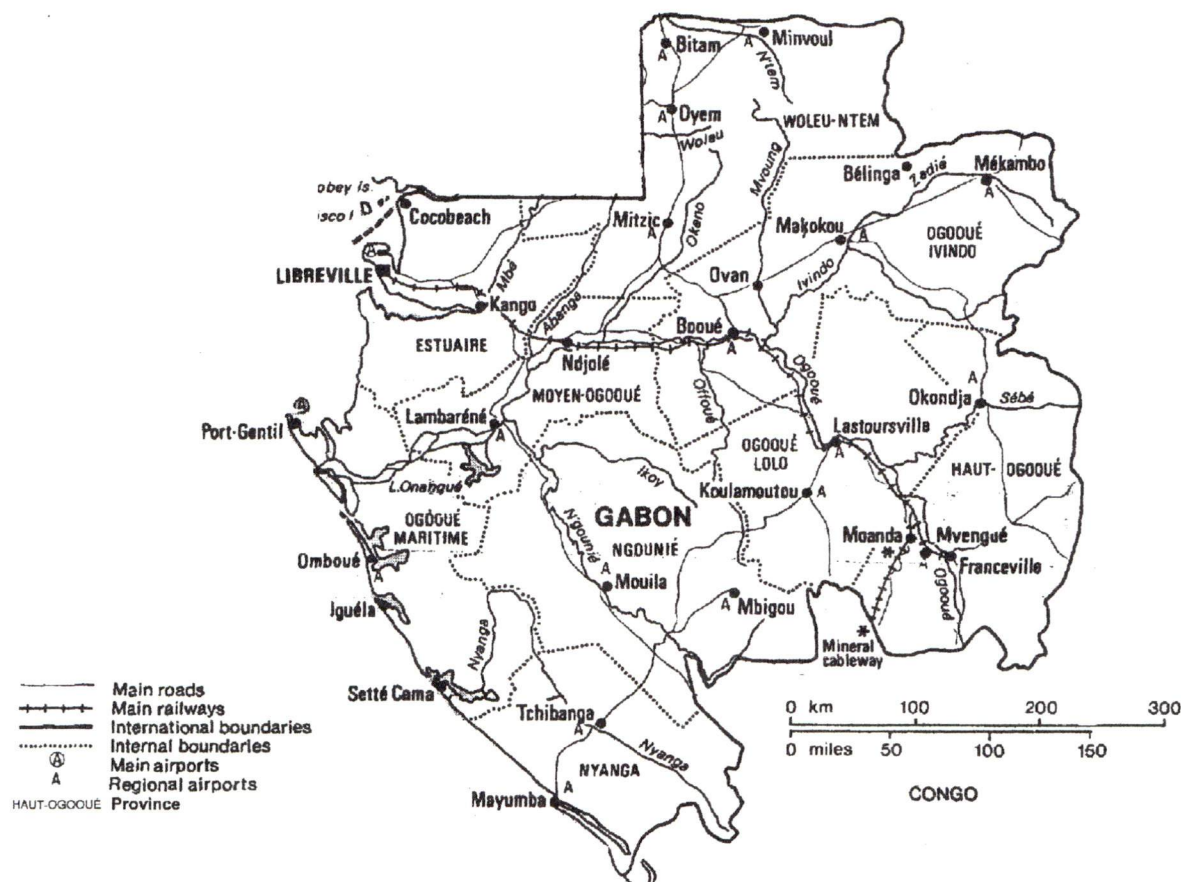 Bitam
A
Minvoul
A
N'tem
Oyem
A
Woleu
WOLEU-NTEM
Mvoung
Bélinga
Zadié
Mékambo
A
obey Is.
isco I D
Cocobeach
Mitzic
A
Okano
Makokou
A
OGOOUÉ
IVINDO
A
LIBREVILLE
Mbé
Ovan
Ivindo
Kango
Abanga
Booué
A
ESTUAIRE
Ndjolé
Ogooué
MOYEN-OGOOUÉ
Offoué
A
Okondja
Sébé
A
Port-Gentil
Lambaréné
A
Lastoursville
A
OGOOUÉ
LOLO
HAUT-OGOOUÉ
L.Onangué
Ikoy
Koulamoutou
A
OGOOUÉ
MARITIME
N'gounié
GABON
NGOUNIÉ
Moanda
*
Mvengué
A
Omboué
A
Franceville
A
Mouila
Ogooué
Iguéla
A
Mbigou
Nyanga
*
Mineral
cableway
Setté Cama
Tchibanga
A
Nyanga
NYANGA
Mayumba
A
Main roads
Main railways
International boundaries
Internal boundaries
A Main airports
A Regional airports
HAUT-OGOOUÉ Province
0 km 100 200 300
0 miles 50 100 150
CONGO